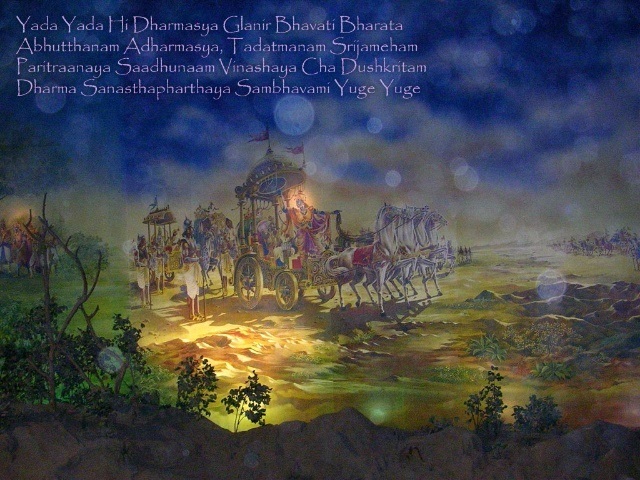 Yada Yada Hi Dharmasya Glanir Bhavati Bharata
Abhutthanam Adharmasya, Tadatmanam Srijameham
Paritraanaya Saadhunaam Vinashaya Cha Dushkritam
Dharma Sanasthapharthaya Sambhavami Yuge Yuge